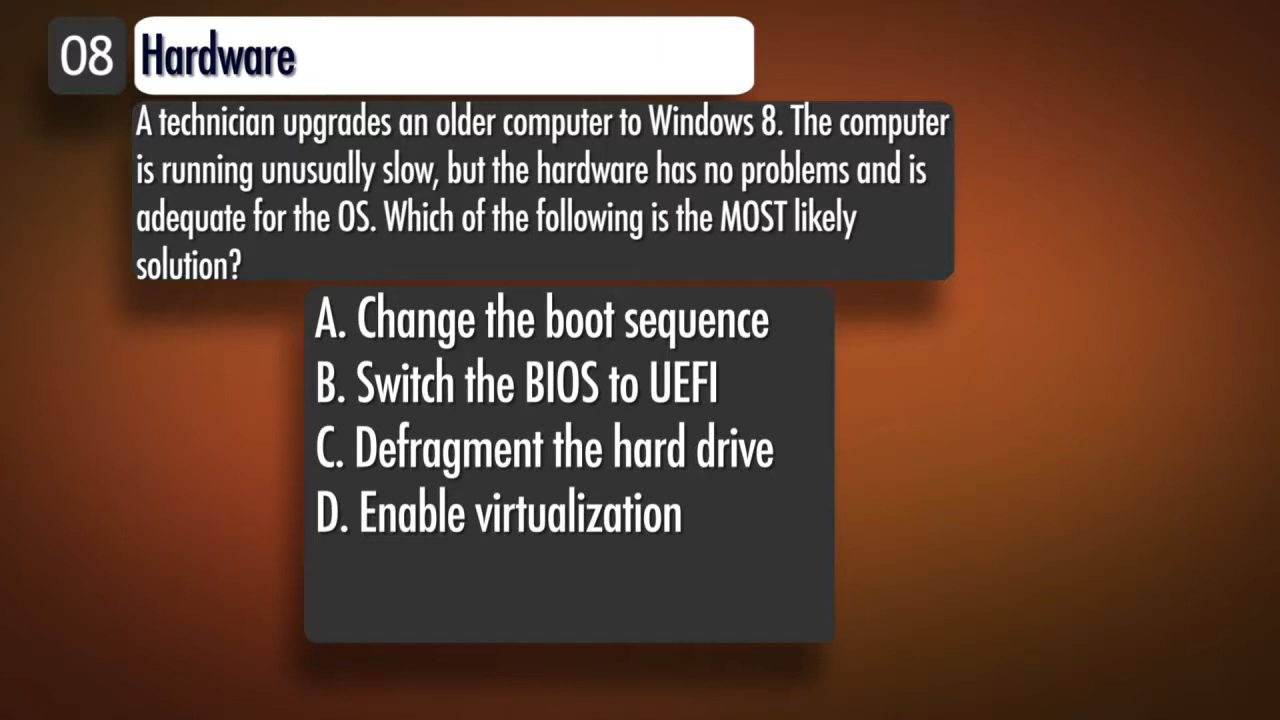 08
Hardware
A technician upgrades an older computer to Windows 8. The computer
is running unusually slow, but the hardware has no problems and is
adequate for the OS. Which of the following is the MOST likely
solution?
A. Change the boot sequence
B. Switch the BIOS to UEFI
C. Defragment the hard drive
D. Enable virtualization